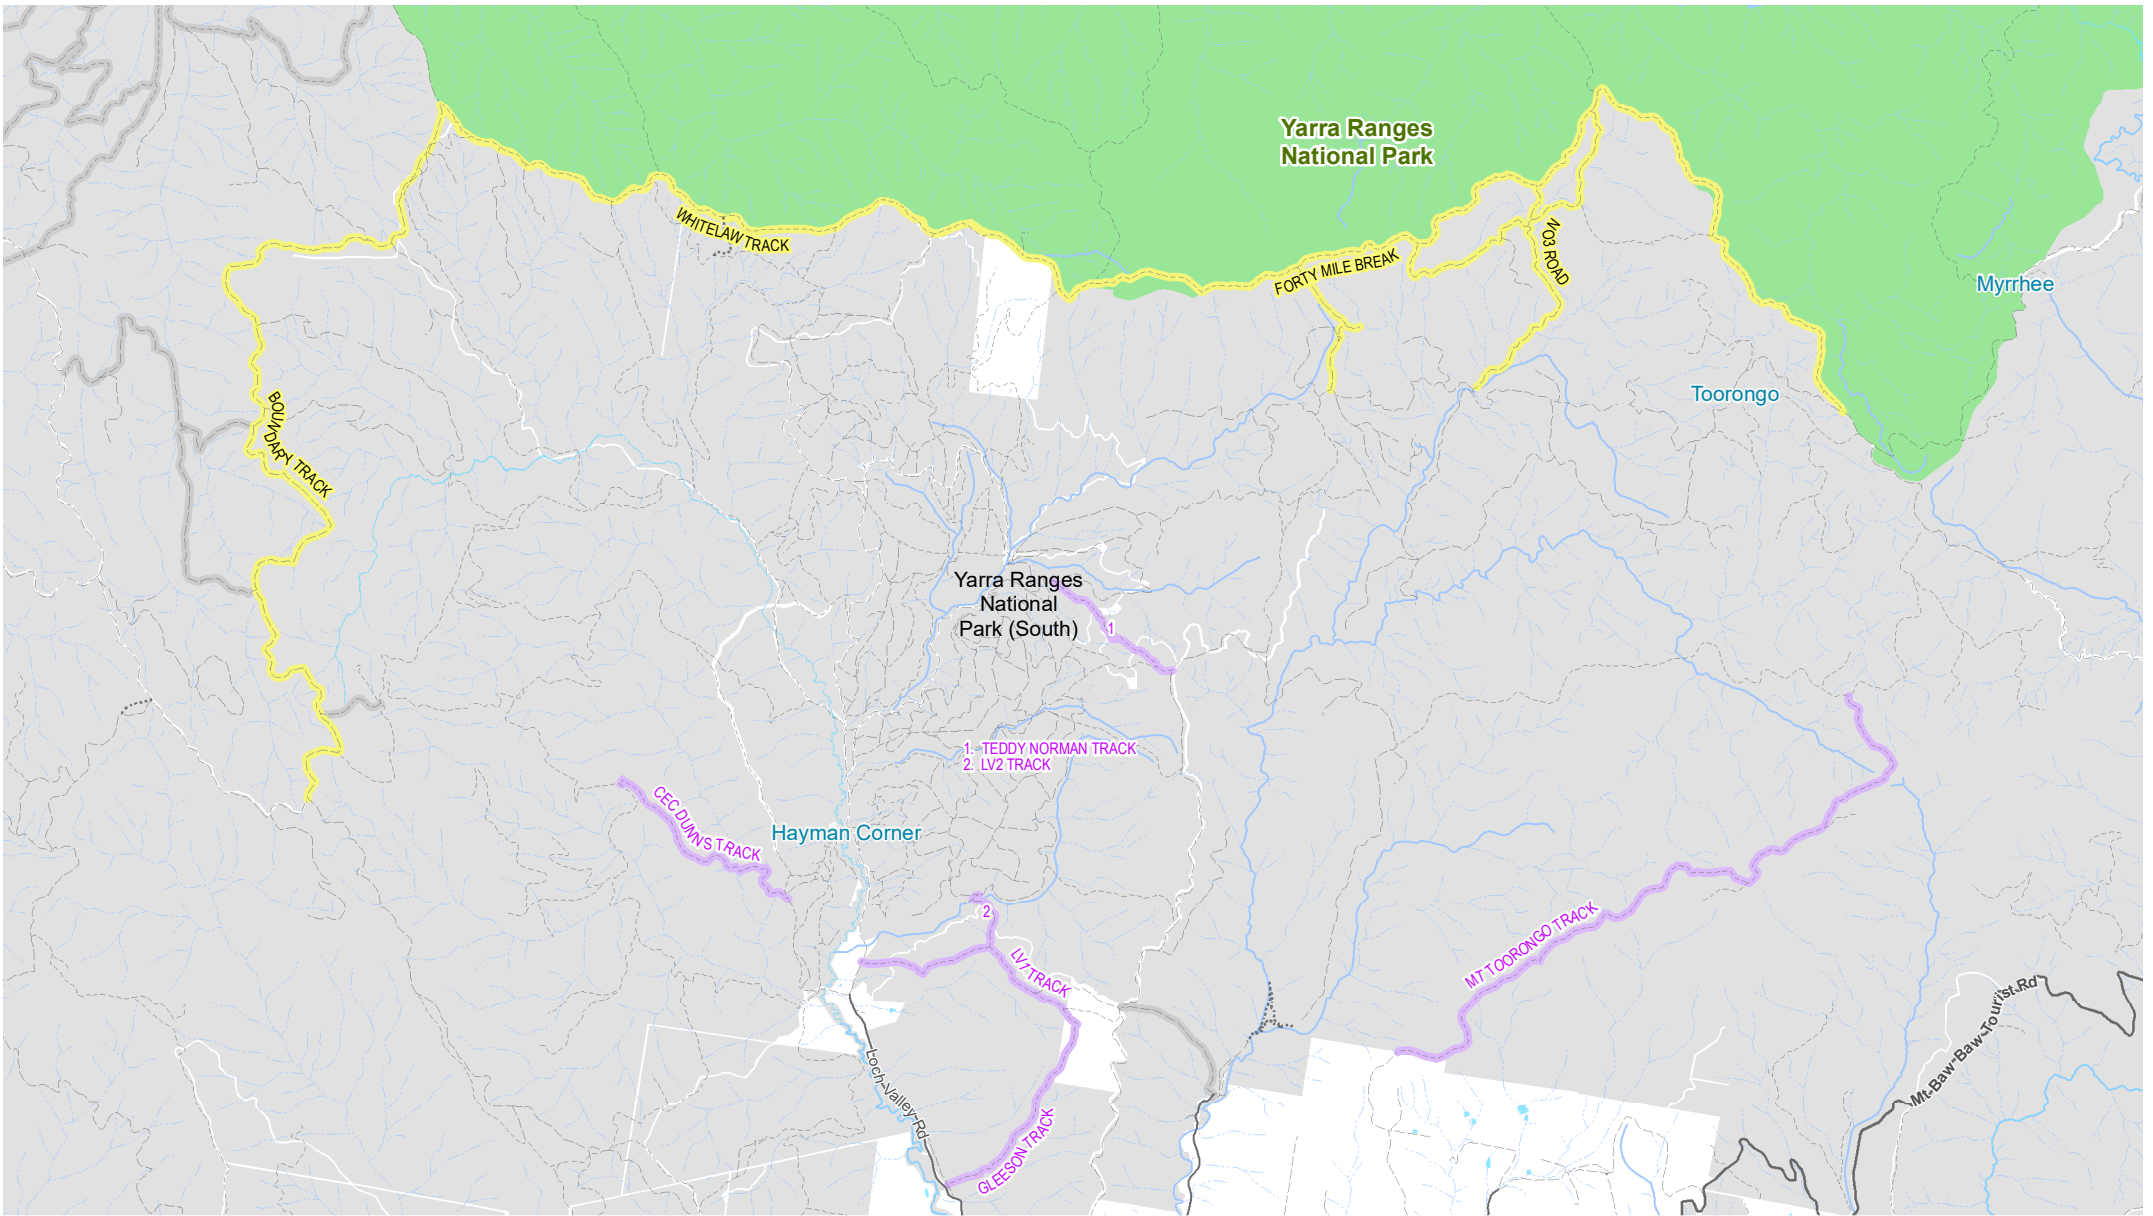 Yarra Ranges
National Park
WHITELAW TRACK
FORTY MILE BREAK
NO3 ROAD
Myrrhee
Toorongo
BOUNDARY TRACK
Yarra Ranges
National
Park (South)
1
1. TEDDY NORMAN TRACK
2. LV2 TRACK
CEC DUNN'S TRACK
Hayman Corner
2
LV1 TRACK
MT TOORONGO TRACK
Mt-Baw-Baw-Tourist-Rd
Loch-Valley-Rd
GLEESON TRACK